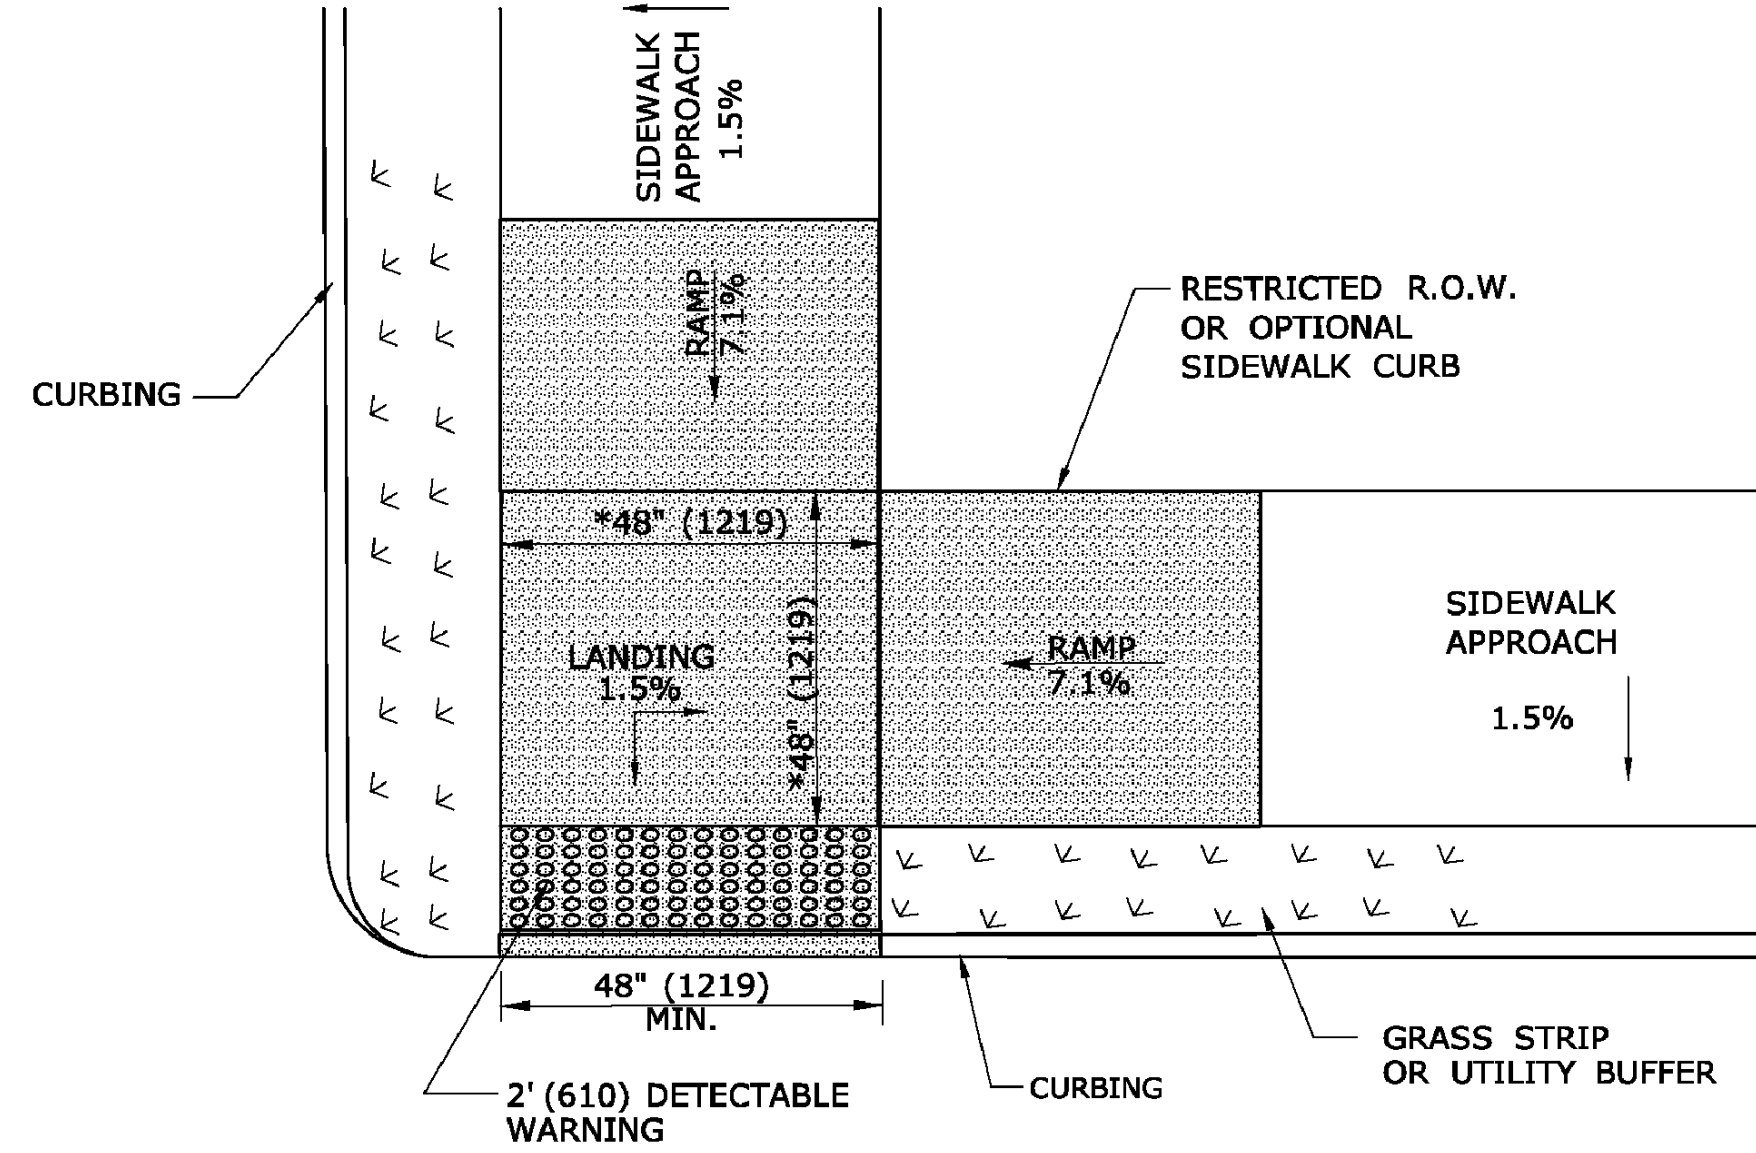 SIDEWALK
APPROACH
1.5%
RAMP
7.1%
RESTRICTED R.O.W.
OR OPTIONAL
SIDEWALK CURB
CURBING
*48" (1219)
*48" (1219)
LANDING
1.5%
RAMP
7.1%
SIDEWALK
APPROACH
1.5%
48" (1219)
MIN.
2' (610) DETECTABLE
WARNING
CURBING
GRASS STRIP
OR UTILITY BUFFER